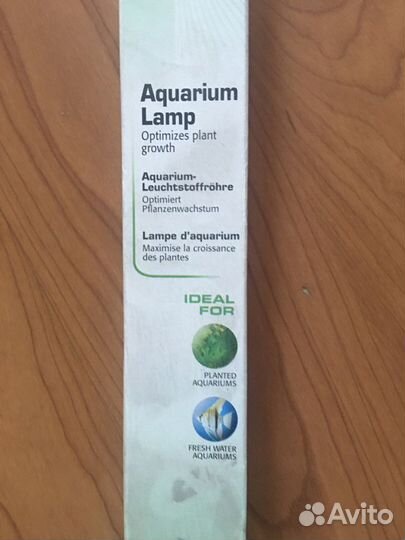 Aquarium
Lamp
Optimizes plant
growth
Aquarium-
Leuchtstoffröhre
Optimiert
Pflanzenwachstum
Lampe d'aquarium
Maximise la croissance
des plantes
IDEAL
FOR
PLANTED
AQUARIUMS
FRESH WATER
AQUARIUMS
Avito